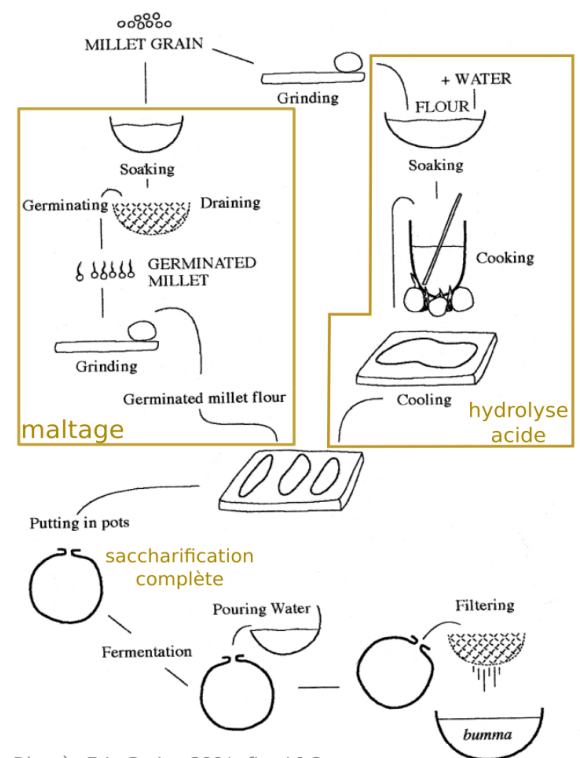 MILLET GRAIN
Grinding
+ WATER
FLOUR
Soaking
Soaking
Germinating
Draining
Cooking
GERMINATED
MILLET
Grinding
Germinated millet flour
Cooling
maltage
hydrolyse
acide
Putting in pots
saccharification
complète
Pouring Water
Filtering
Fermentation
bumma